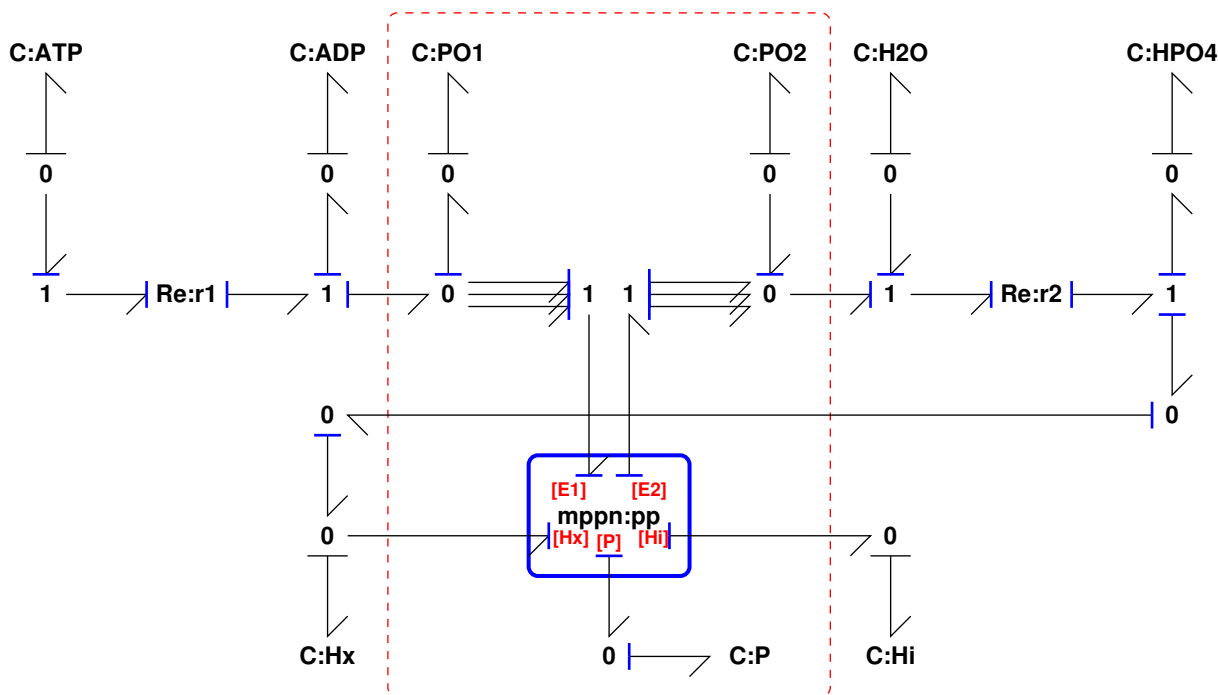 C:ATP C:ADP C:PO1 C:PO2 C:H2O C:HPO4
0 0 0 0 0 0
1 Re:r1 1 0 1 1 0 1 Re:r2 1
0 0
[E1] [E2]
mppn:pp
0 [Hx] [P] [Hi] 0
C:Hx 0 C:P C:Hi